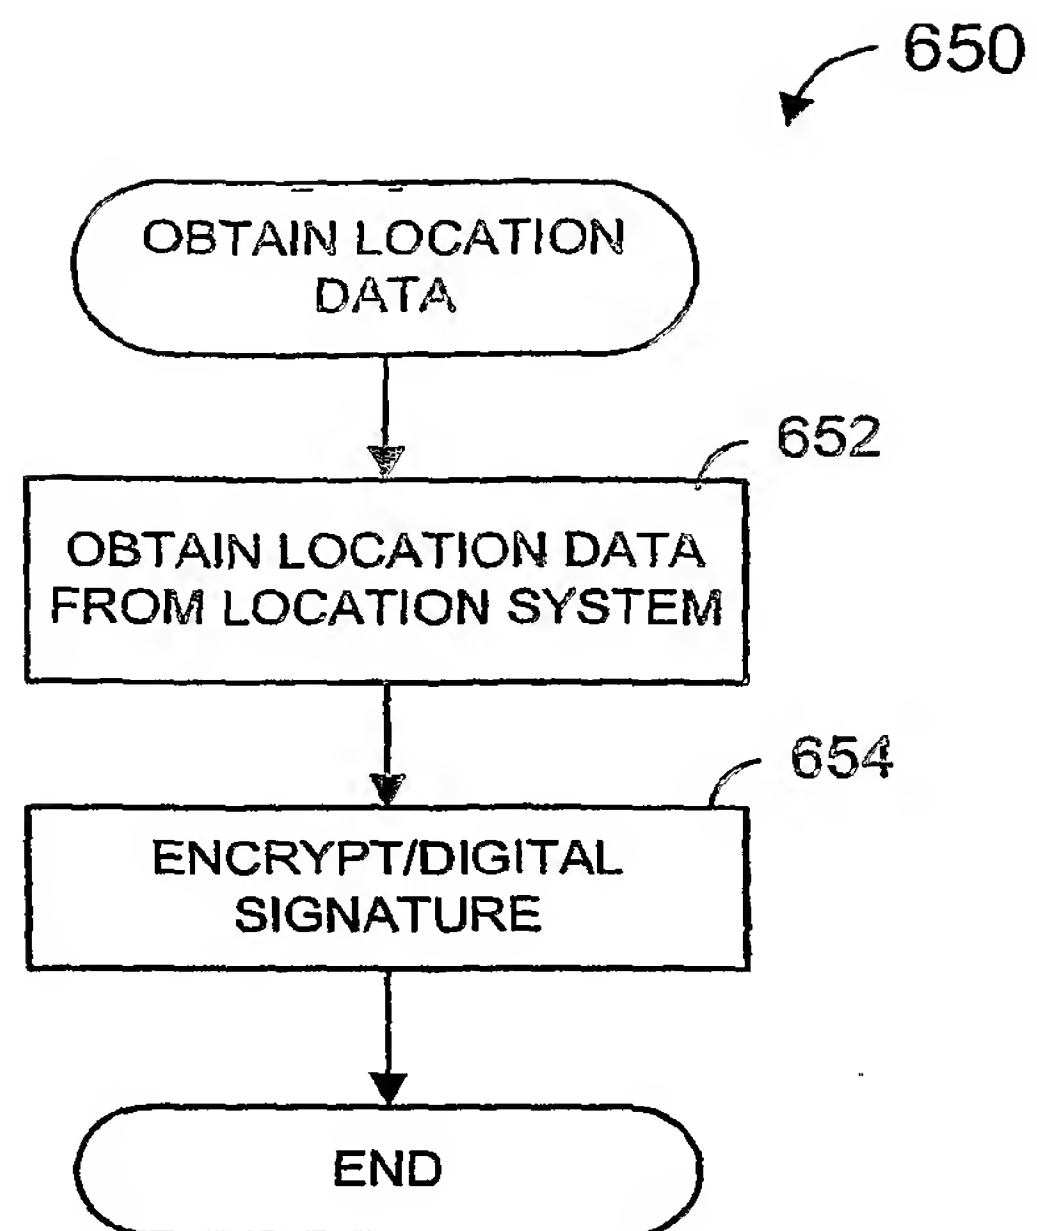 650
OBTAIN LOCATION
DATA
652
OBTAIN LOCATION DATA
FROM LOCATION SYSTEM
654
ENCRYPT/DIGITAL
SIGNATURE
END